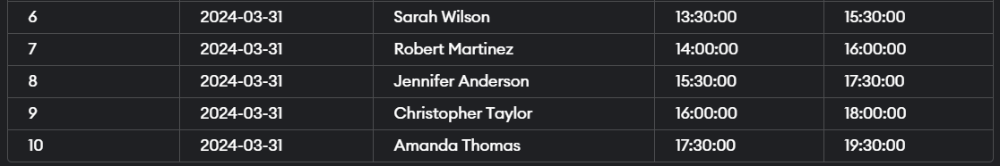 6 2024-03-31 Sarah Wilson 13:30:00 15:30:00
7 2024-03-31 Robert Martinez 14:00:00 16:00:00
8 2024-03-31 Jennifer Anderson 15:30:00 17:30:00
9 2024-03-31 Christopher Taylor 16:00:00 18:00:00
10 2024-03-31 Amanda Thomas 17:30:00 19:30:00